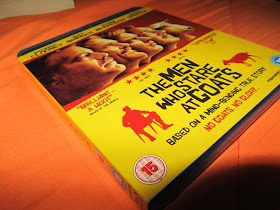 "BRILLIANT
A HOOT"
★★★★
THE MEN
WHO STARE
AT GOATS
BASED ON A MIND-BENDING TRUE STORY
NO GOATS. NO GLORY.
15